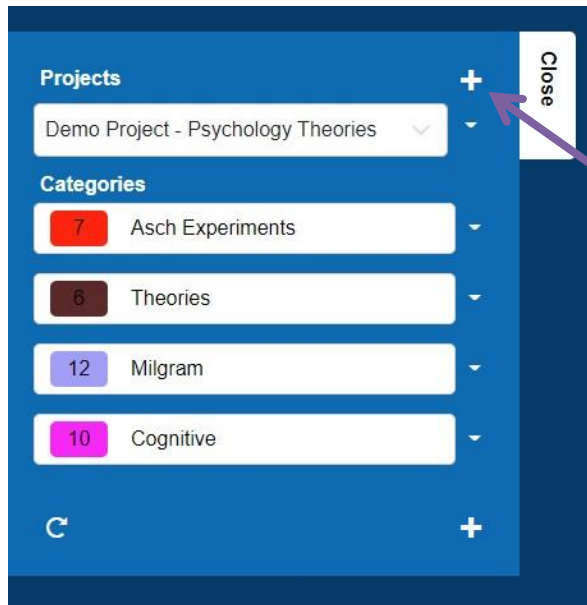 Projects
Close
Demo Project - Psychology Theories
Categories
7 Asch Experiments
6 Theories
12 Milgram
10 Cognitive